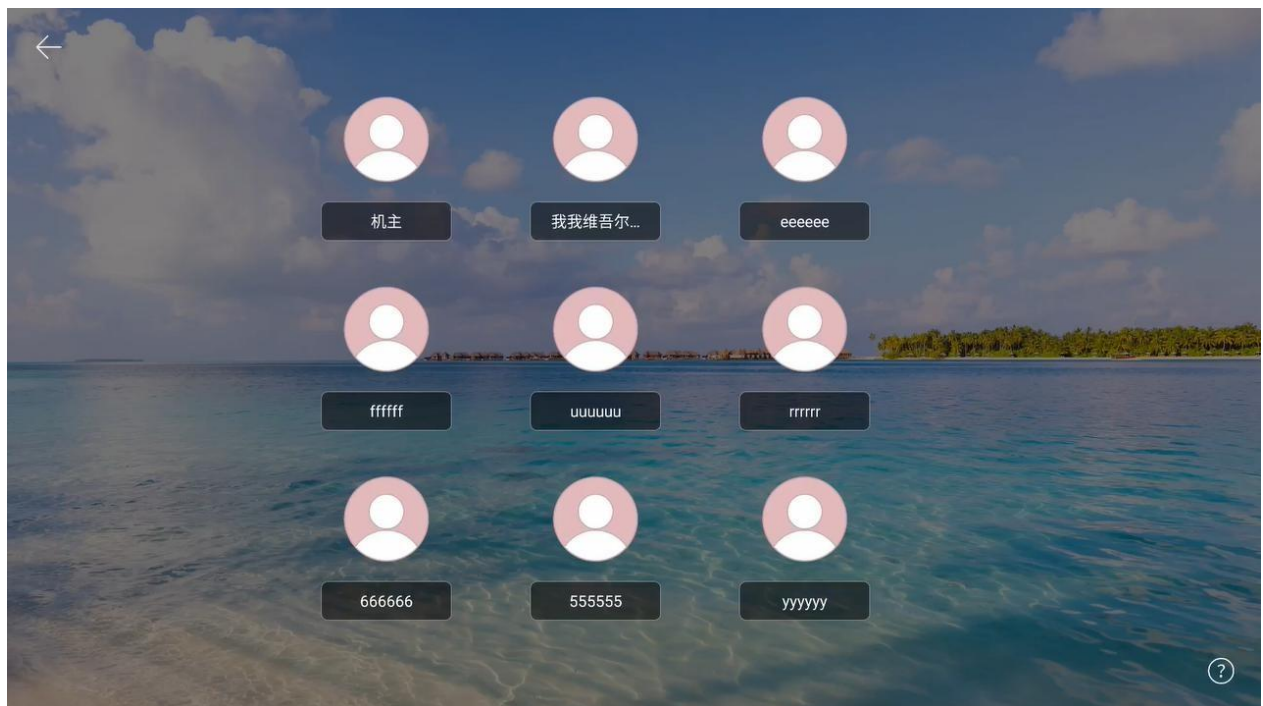 机主
我我维吾尔...
eeeeee
ffffff
uuuuuu
rrrrrr
666666
555555
yyyyyy
?